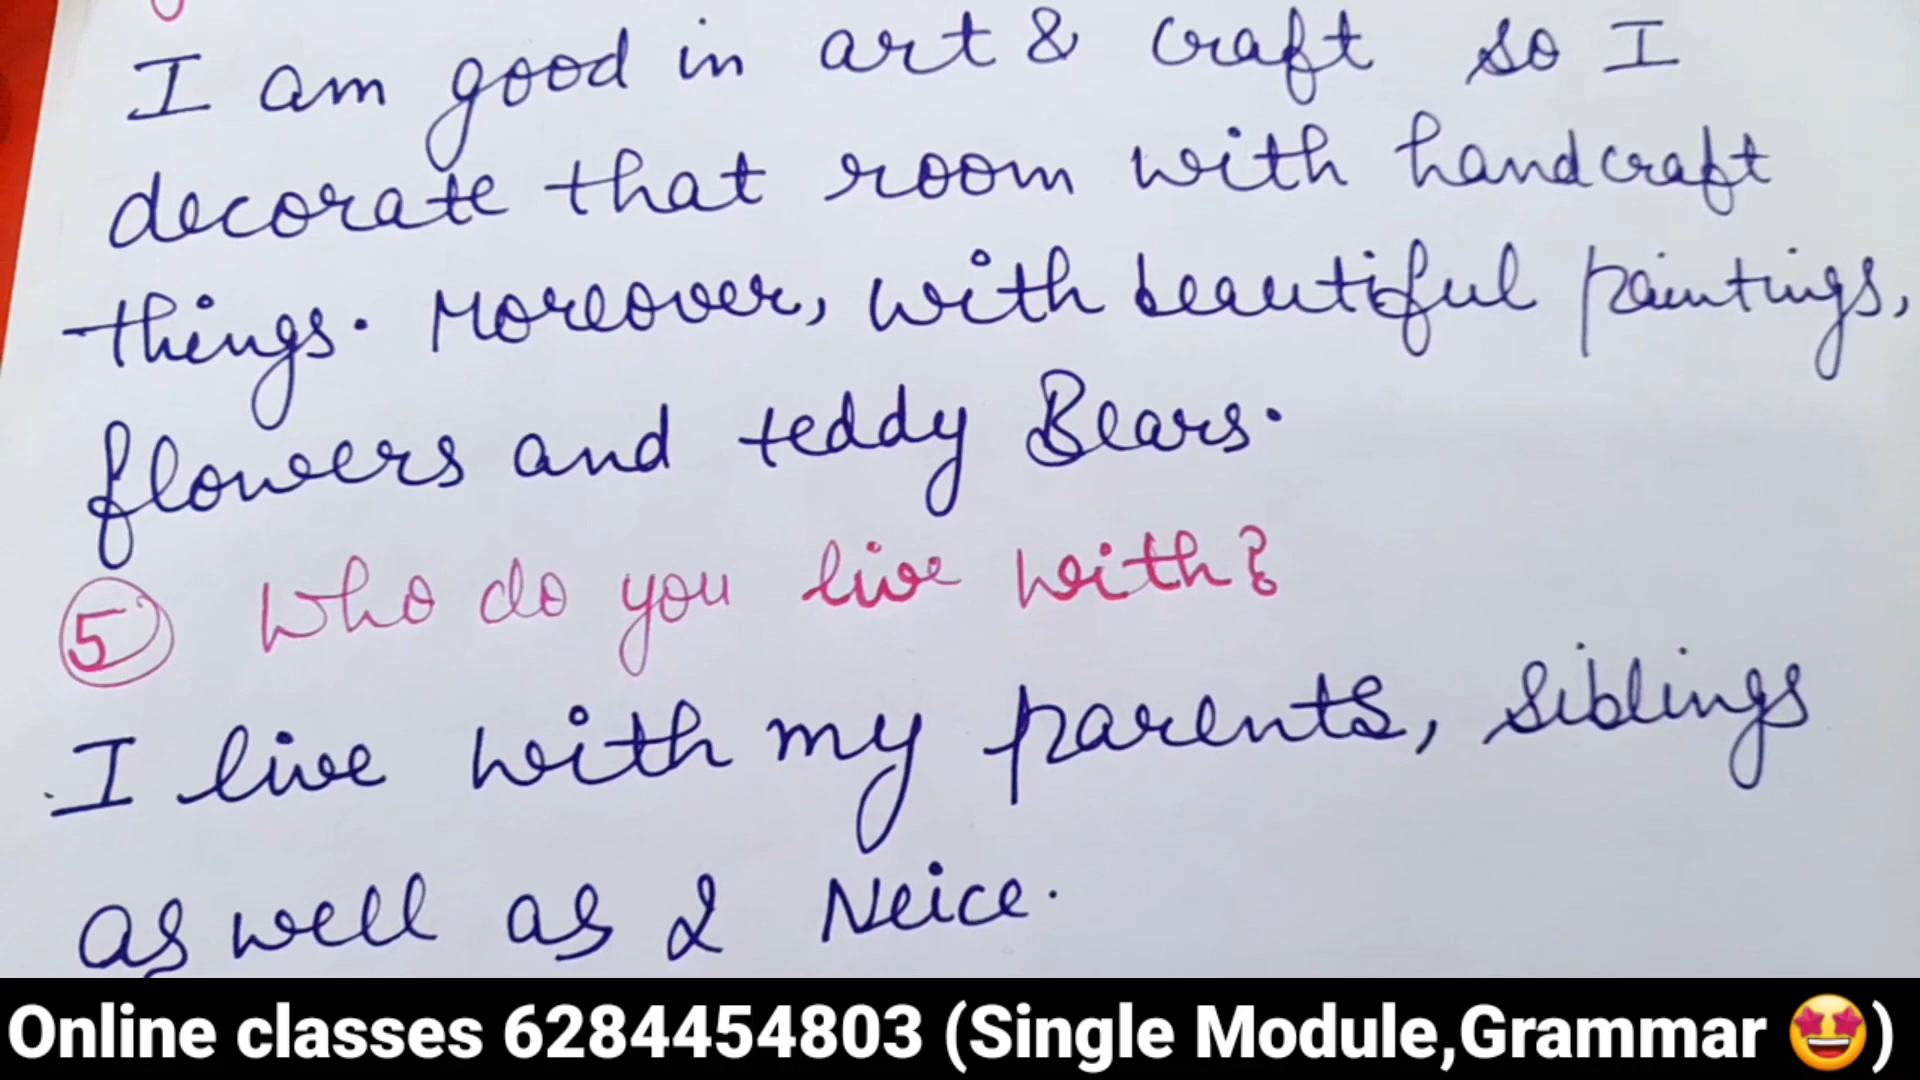 I am good in art & craft so I
decorate that room with handcraft
things. Moreover, with beautiful paintings,
flowers and teddy Bears.
5 Who do you live with?
I live with my parents, siblings
as well as 2 Neice.
Online classes 6284454803 (Single Module,Grammar 🤩)